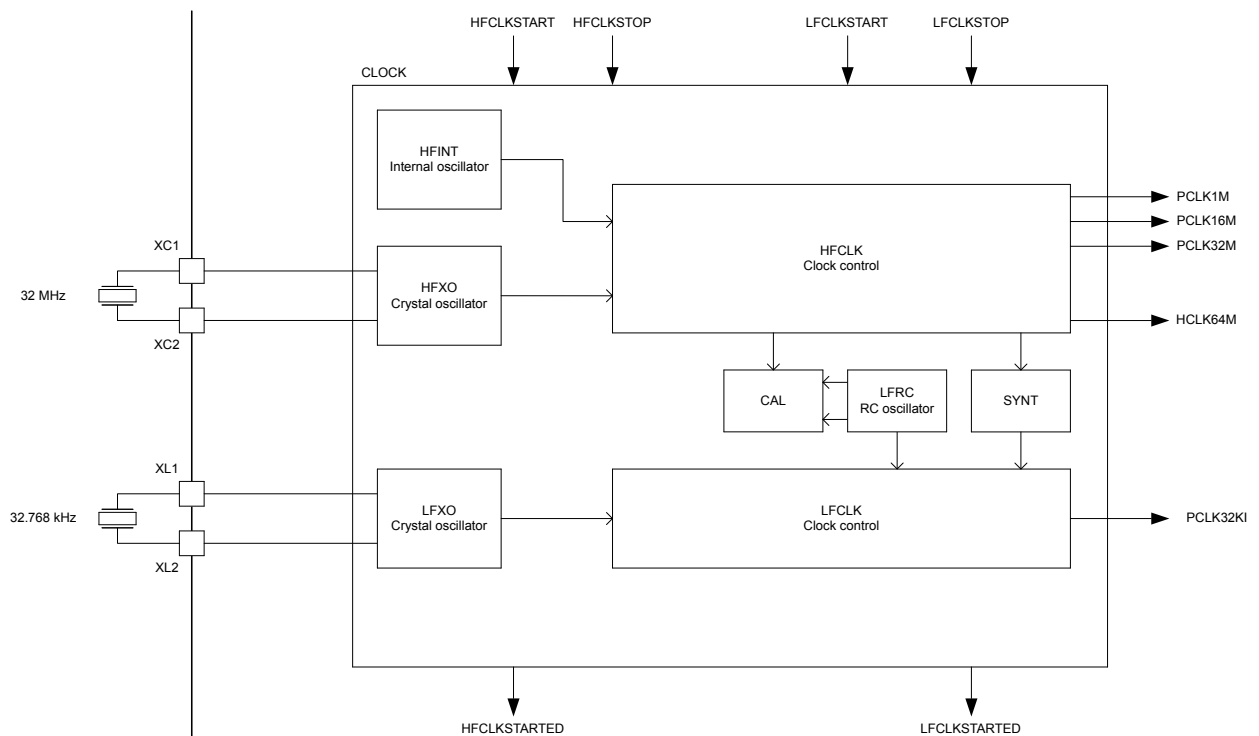 HFCLKSTART
HFCLKSTOP
LFCLKSTART
LFCLKSTOP
CLOCK
HFINT
Internal oscillator
PCLK1M
PCLK16M
PCLK32M
XC1
HFXO
Crystal oscillator
HFCLK
Clock control
32 MHz
XC2
HCLK64M
CAL
LFRC
RC oscillator
SYNT
XL1
LFXO
Crystal oscillator
LFCLK
Clock control
32.768 kHz
PCLK32KI
XL2
HFCLKSTARTED
LFCLKSTARTED